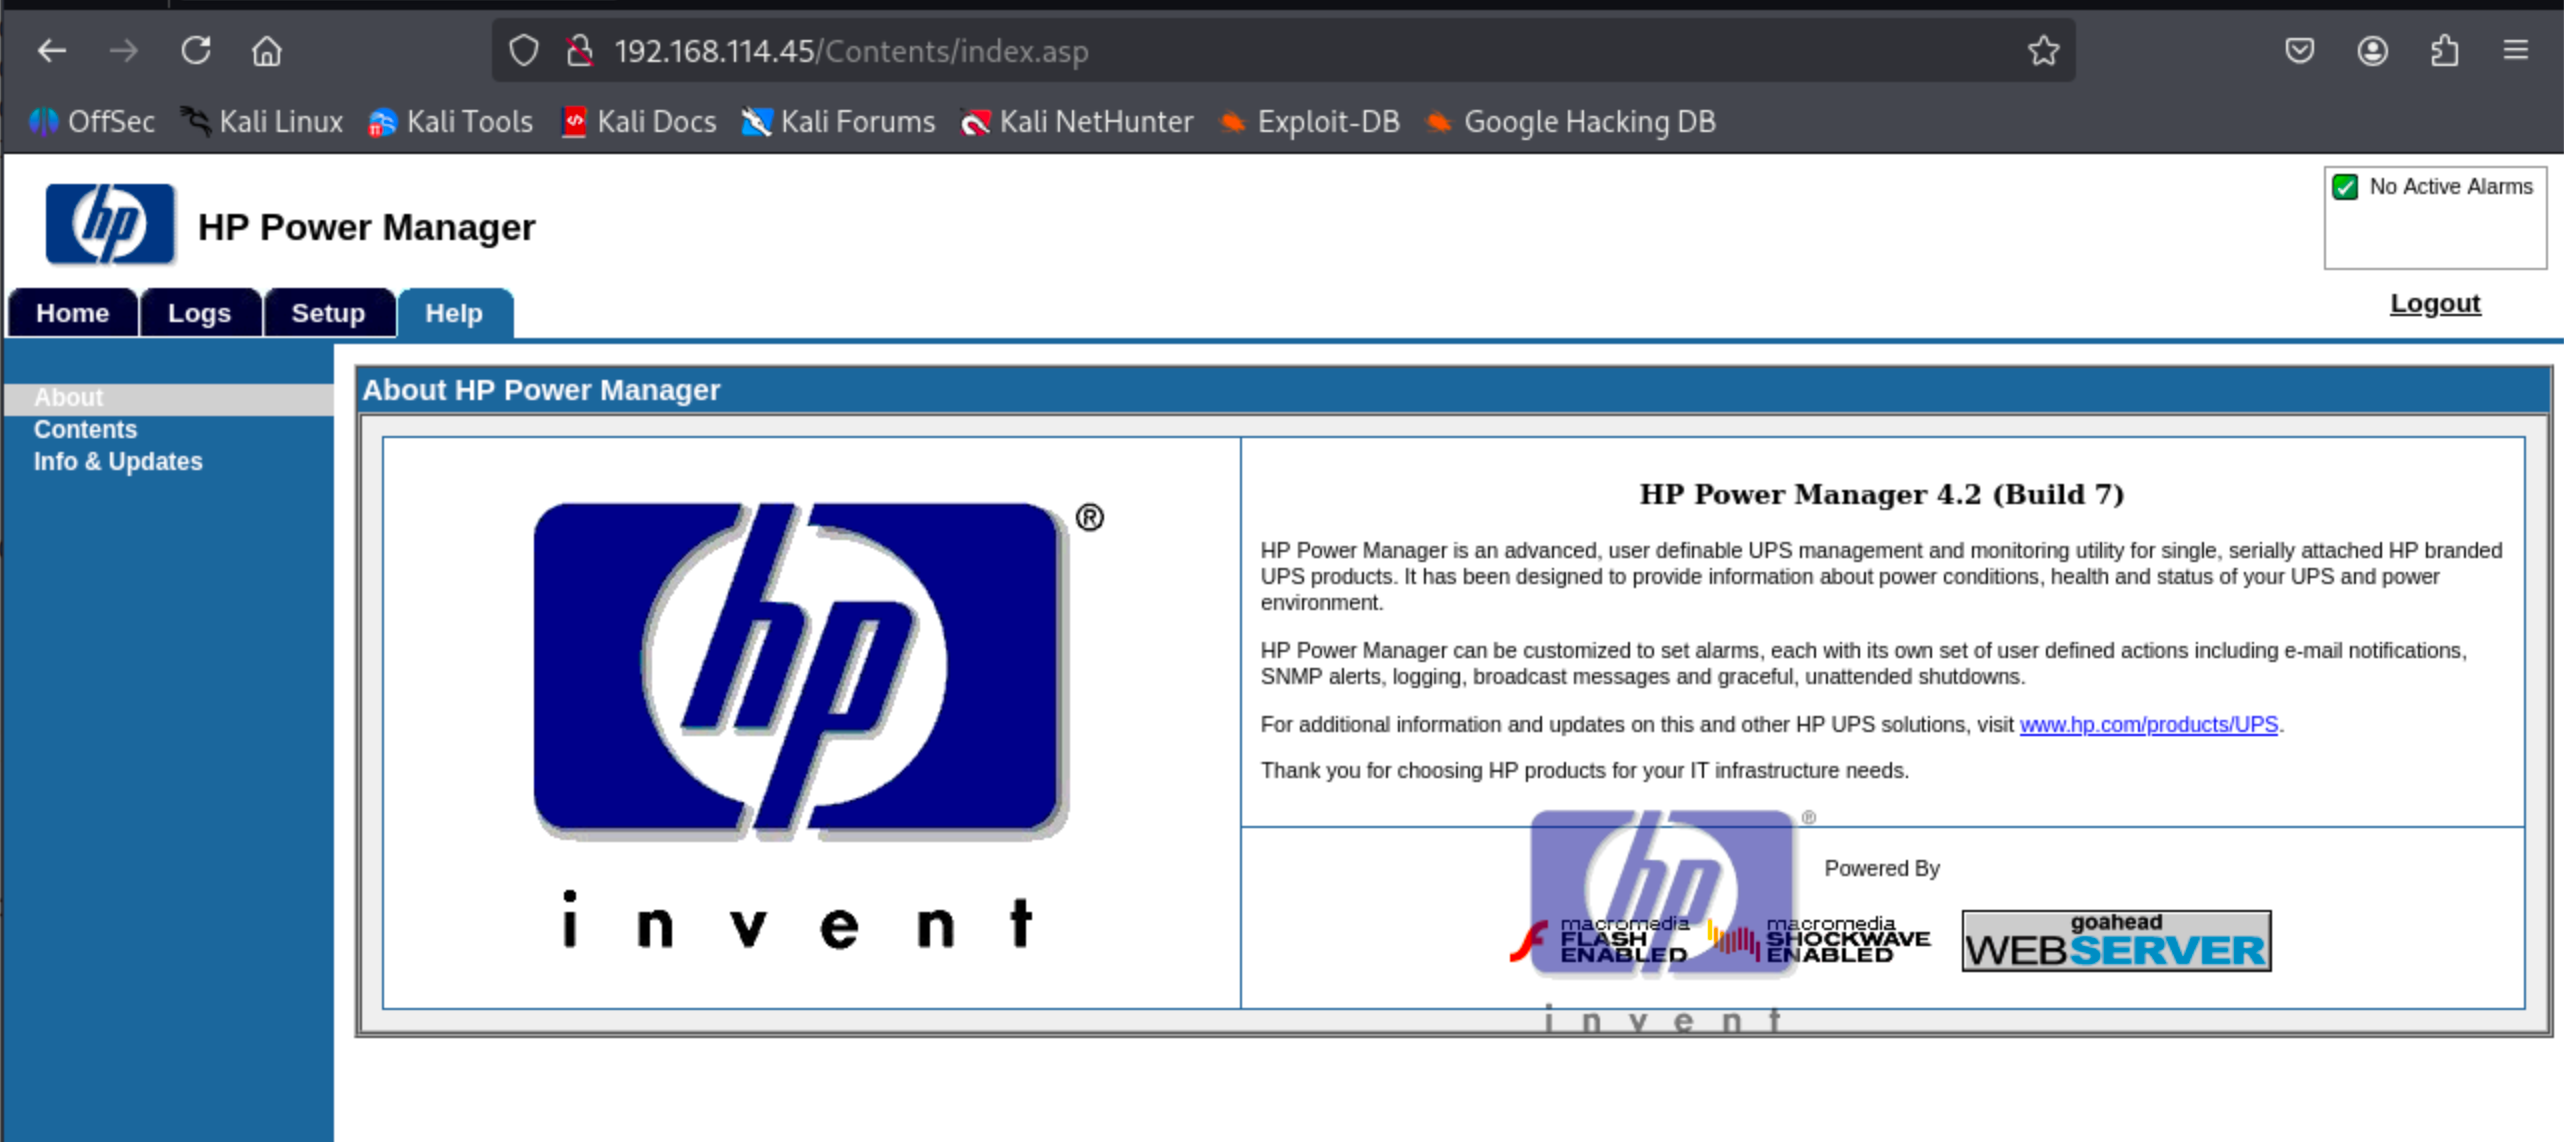 192.168.114.45/Contents/index.asp
OffSec Kali Linux Kali Tools Kali Docs Kali Forums Kali NetHunter Exploit-DB Google Hacking DB
hp HP Power Manager
No Active Alarms
Home Logs Setup Help
Logout
About
Contents
Info & Updates
About HP Power Manager
hp ®
invent
HP Power Manager 4.2 (Build 7)
HP Power Manager is an advanced, user definable UPS management and monitoring utility for single, serially attached HP branded
UPS products. It has been designed to provide information about power conditions, health and status of your UPS and power
environment.
HP Power Manager can be customized to set alarms, each with its own set of user defined actions including e-mail notifications,
SNMP alerts, logging, broadcast messages and graceful, unattended shutdowns.
For additional information and updates on this and other HP UPS solutions, visit www.hp.com/products/UPS.
Thank you for choosing HP products for your IT infrastructure needs.
hp ®
Powered By
macromedia
FLASH
ENABLED
macromedia
SHOCKWAVE
ENABLED
goahead
WEBSERVER
invent